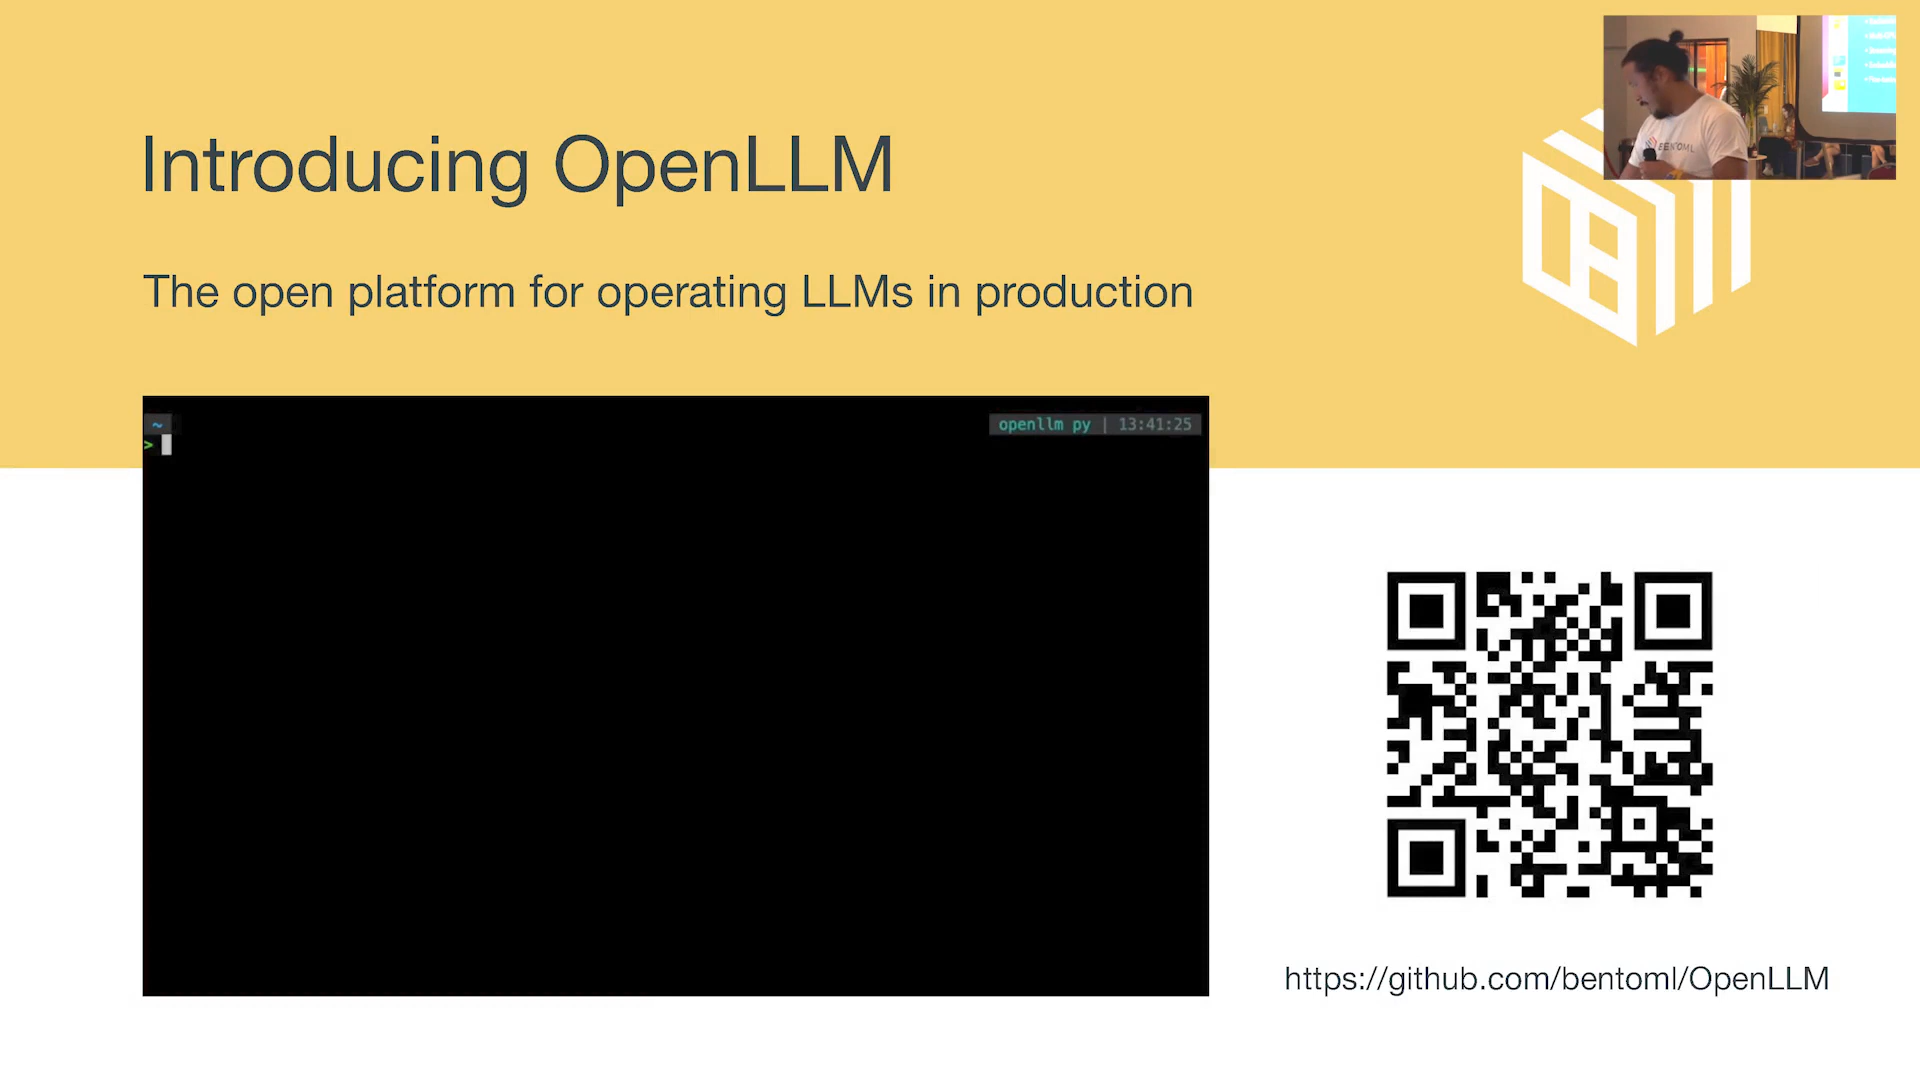 Introducing OpenLLM
The open platform for operating LLMs in production
BENTOML
~
openllm py | 13:41:25
>
https://github.com/bentoml/OpenLLM